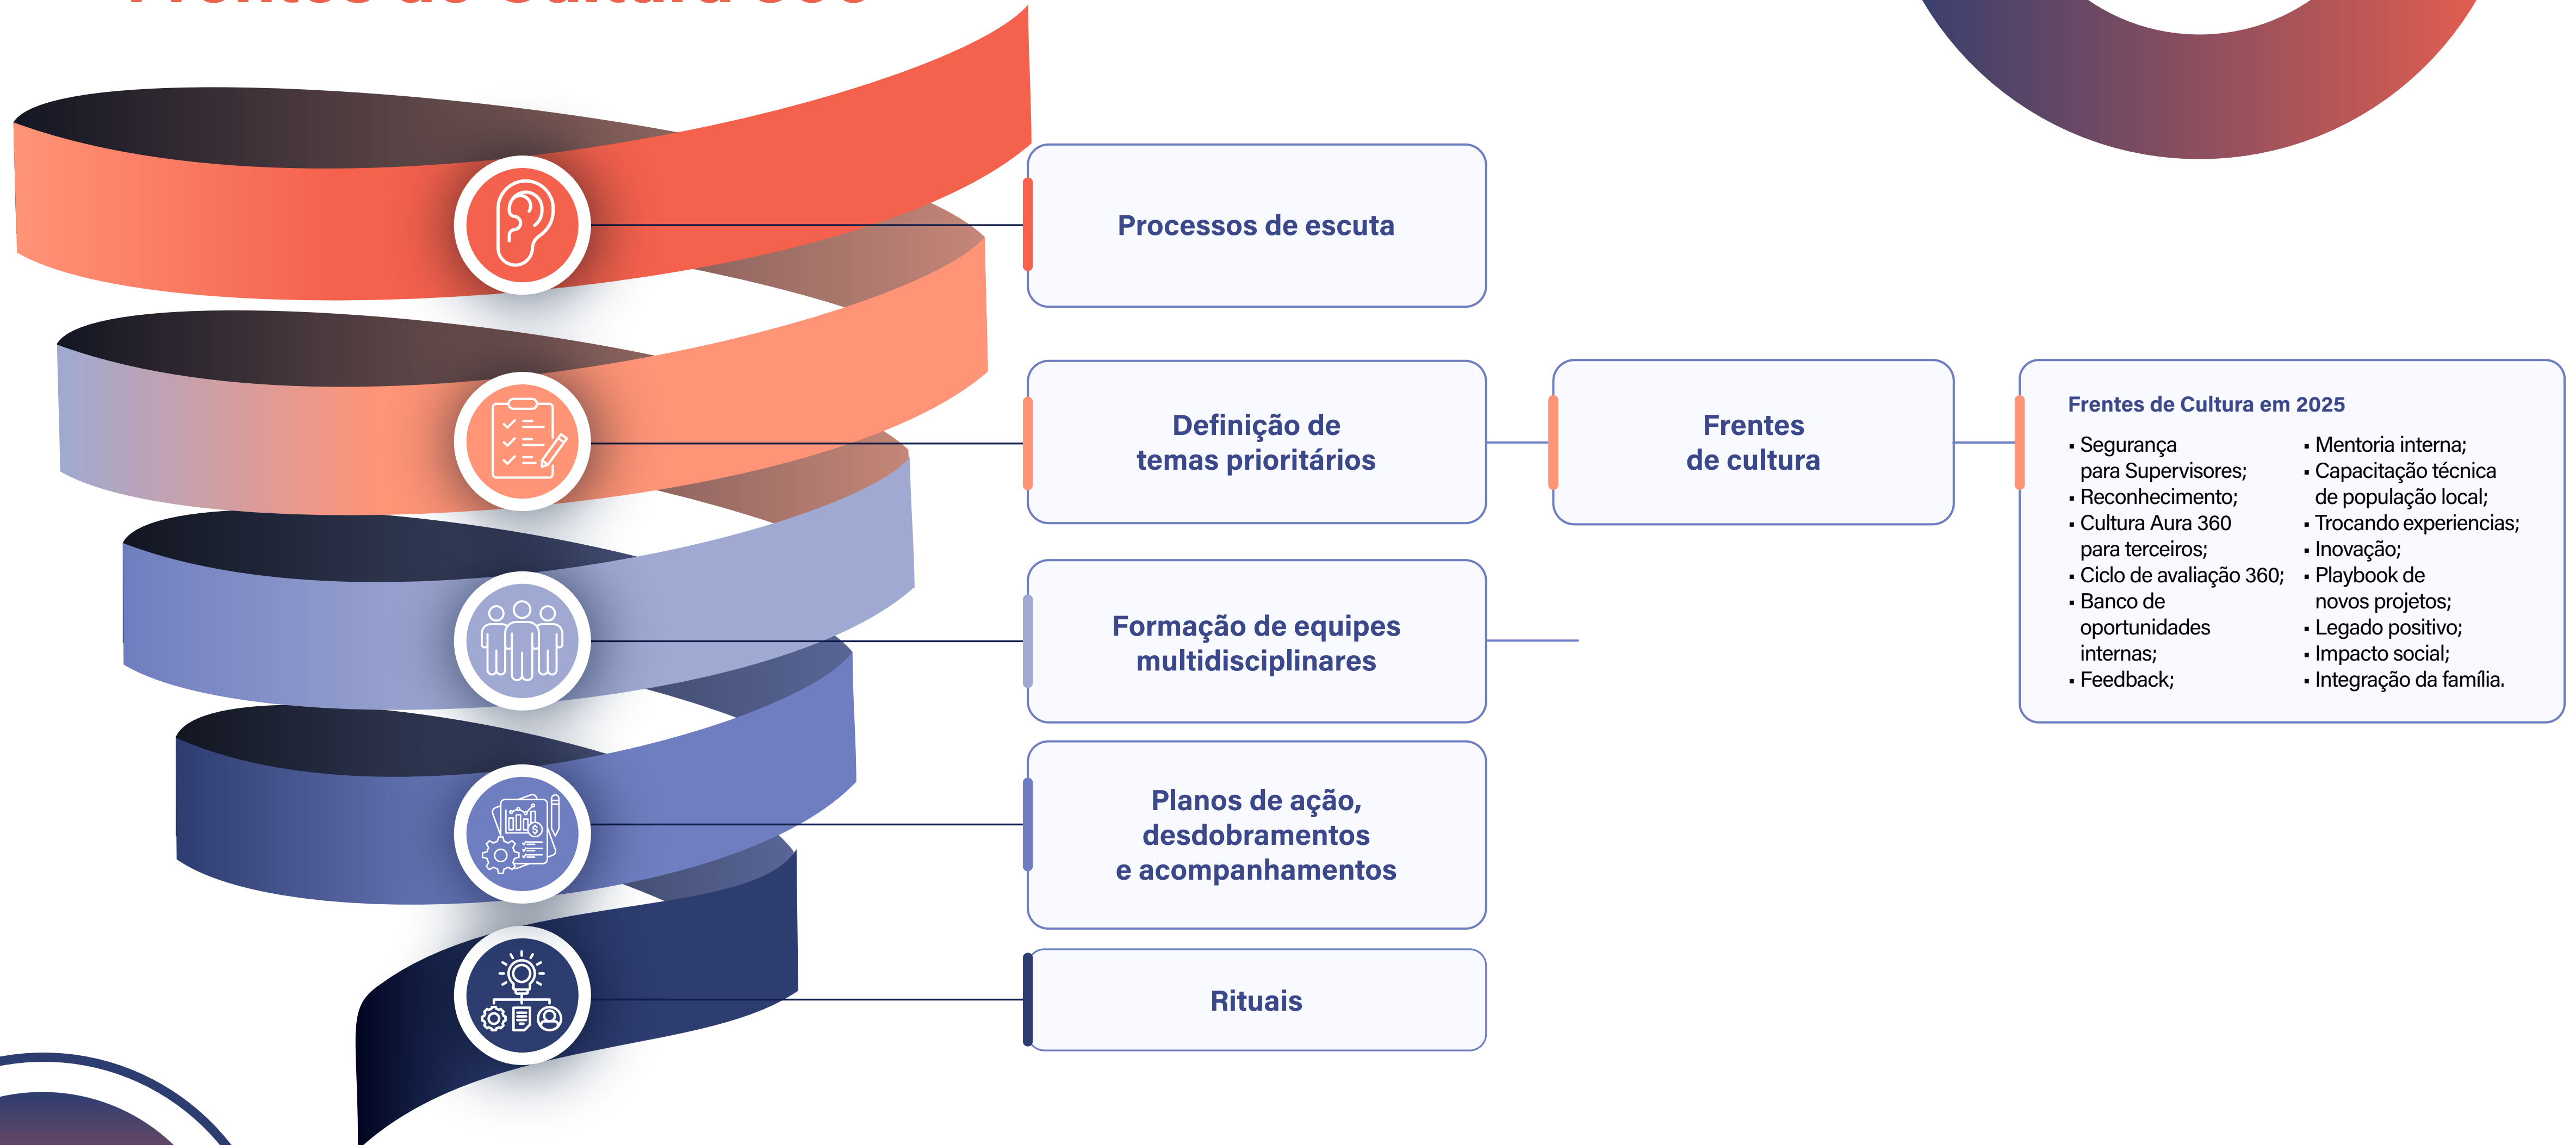 Processos de escuta
Definição de
temas prioritários
Frentes
de cultura
Frentes de Cultura em 2025
▪ Segurança
para Supervisores;
▪ Reconhecimento;
▪ Cultura Aura 360
para terceiros;
▪ Ciclo de avaliação 360;
▪ Banco de
oportunidades
internas;
▪ Feedback;
▪ Mentoria interna;
▪ Capacitação técnica
de população local;
▪ Trocando experiencias;
▪ Inovação;
▪ Playbook de
novos projetos;
▪ Legado positivo;
▪ Impacto social;
▪ Integração da família.
Formação de equipes
multidisciplinares
Planos de ação,
desdobramentos
e acompanhamentos
Rituais